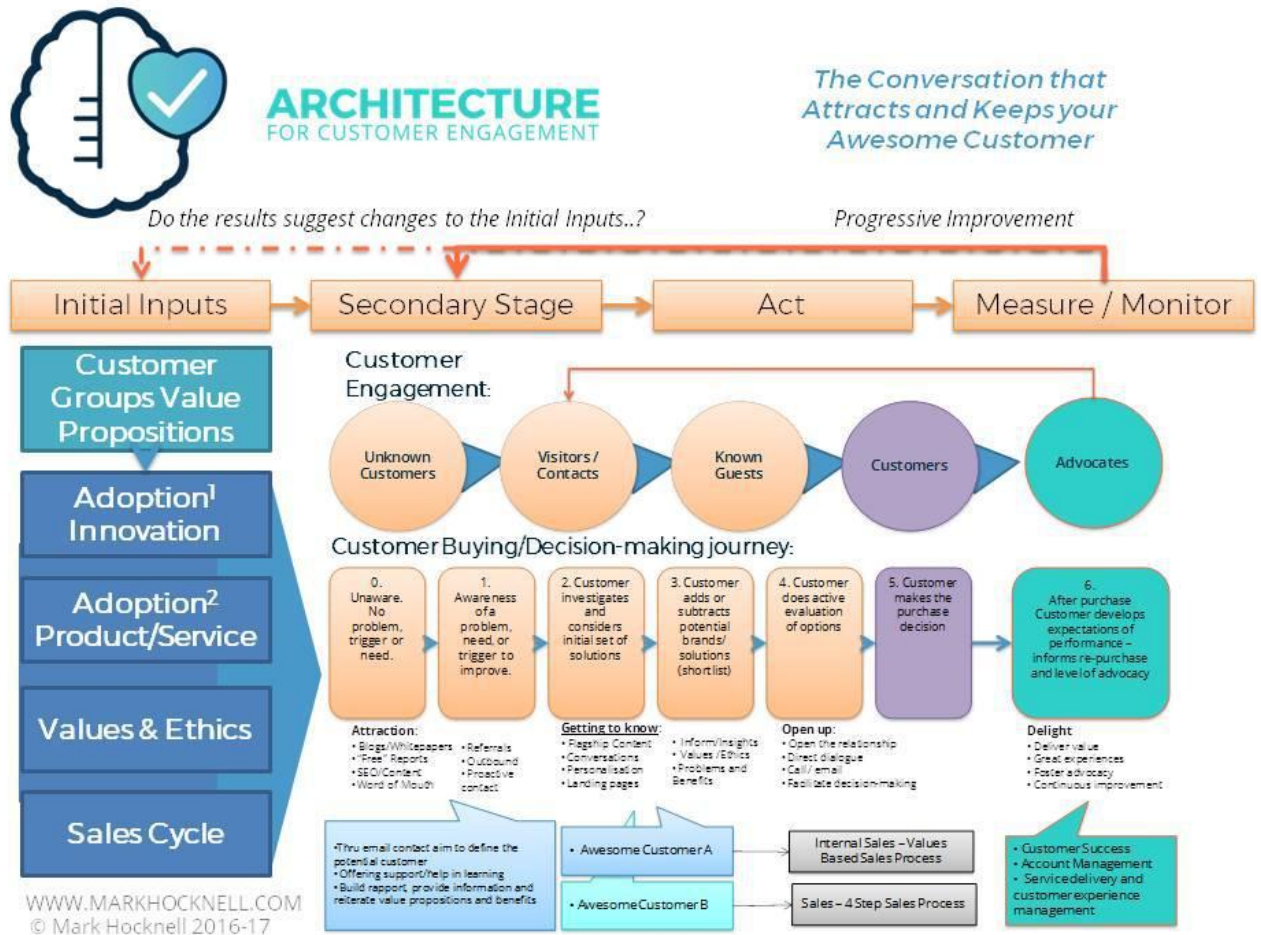 ARCHITECTURE
FOR CUSTOMER ENGAGEMENT
The Conversation that
Attracts and Keeps your
Awesome Customer
Do the results suggest changes to the Initial Inputs..?
Progressive Improvement
Initial Inputs
Secondary Stage
Act
Measure / Monitor
Customer
Groups Value
Propositions
Adoption¹
Innovation
Adoption²
Product/Service
Values & Ethics
Sales Cycle
Customer
Engagement:
Unknown
Customers
Visitors /
Contacts
Known
Guests
Customers
Advocates
Customer Buying/Decision-making journey:
0.
Unaware.
No
problem,
trigger or
need.
1.
Awareness
of a
problem,
need, or
trigger to
improve.
2. Customer
investigates
and
considers
initial set of
solutions
3. Customer
adds or
subtracts
potential
brands/
solutions
(shortlist)
4. Customer
does active
evaluation
of options
5. Customer
makes the
purchase
decision
6.
After purchase
Customer develops
expectations of
performance –
informs re-purchase
and level of advocacy
Attraction:
• Blogs/Whitepapers
• "Free" Reports
• SEO/Content
• Word of Mouth
• Referrals
• Outbound
• Proactive
contact
Getting to know:
• Flagship Content
• Conversations
• Personalisation
• Landing pages
• Inform/Insights
• Values /Ethics
• Problems and
Benefits
Open up:
• Open the relationship
• Direct dialogue
• Call / email
• Facilitate decision-making
Delight
• Deliver value
• Great experiences
• Foster advocacy
• Continuous improvement
•Thru email contact aim to define the
potential customer
• Offering support/help in learning
• Build rapport, provide information and
reiterate value propositions and benefits
• Awesome Customer A
• Awesome Customer B
Internal Sales – Values
Based Sales Process
Sales – 4 Step Sales Process
• Customer Success
• Account Management
• Service delivery and
customer experience
management
WWW.MARKHOCKNELL.COM
© Mark Hocknell 2016-17